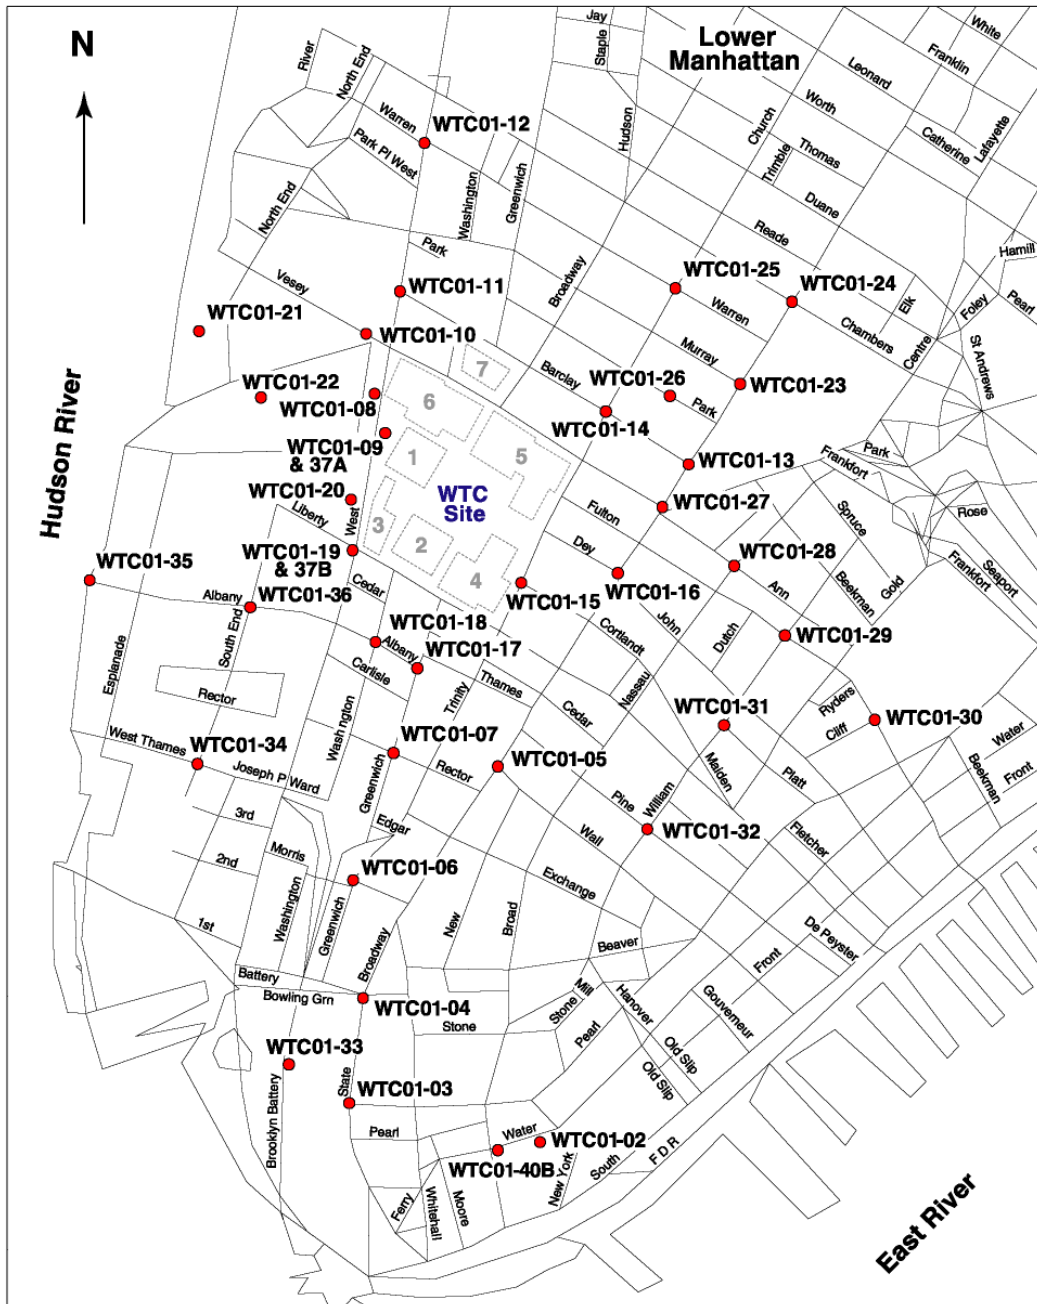 N
Lower
Manhattan
Jay
Staple
White
Franklin
Leonard
Worth
River
North End
Hudson
Church
Catherine
Lafayette
Warren
WTC01-12
Park Pl West
Trimble
Thomas
Washington
Greenwich
Duane
North End
Park
Reade
Hamill
Broadway
Vesey
WTC01-11
WTC01-25
WTC01-24
Elk
Foley
Pearl
Warren
WTC01-21
WTC01-10
Chambers
Centre
St Andrews
Murray
7
Barclay
WTC01-22
WTC01-26
WTC01-23
WTC01-08
6
Park
WTC01-14
Hudson River
WTC01-09
& 37A
1
5
WTC01-13
Park
Frankfort
WTC01-20
WTC
Site
WTC01-27
Liberty
West
Fulton
Spruce
Rose
3
2
Dey
WTC01-28
WTC01-19
& 37B
Frankfort
Seaport
WTC01-35
4
Cedar
WTC01-15
WTC01-16
Ann
Beekman
Gold
Albany
WTC01-36
WTC01-18
Cortlandt
John
Dutch
WTC01-29
South End
Albany
WTC01-17
Esplanade
Carlisle
Thames
Nassau
Rector
Trinity
Cedar
Ryders
WTC01-31
WTC01-30
Washington
WTC01-07
Cliff
Water
West Thames
WTC01-34
WTC01-05
Maiden
Joseph P Ward
Rector
Platt
Beekman
Front
Greenwich
Pine
William
3rd
Edgar
Wall
WTC01-32
Fletcher
Morris
2nd
WTC01-06
Exchange
Washington
Greenwich
1st
New
Broad
De Peyster
Broadway
Beaver
Front
Battery
Bowling Grn
Mill
Hanover
Gouverneur
WTC01-04
Stone
Stone
Pearl
WTC01-33
Old Slip
Old Slip
State
WTC01-03
Brooklyn Battery
Pearl
Water
WTC01-02
F D R
WTC01-40B
South
New York
Ferry
Whitehall
Moore
East River